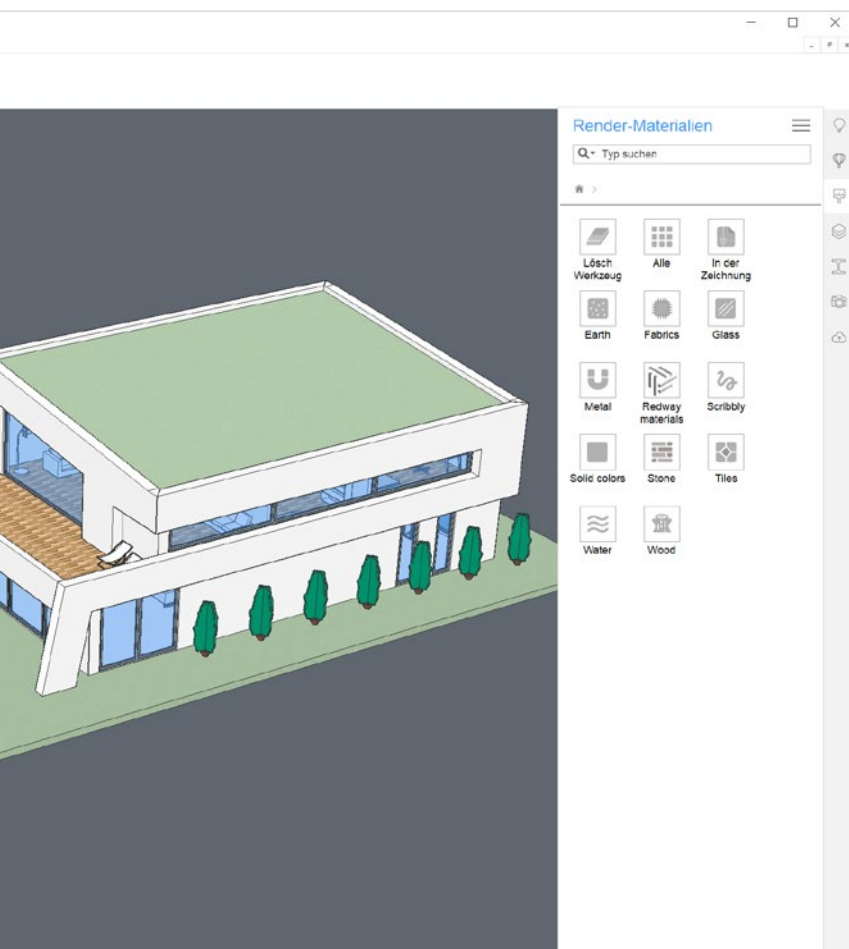 Render-Materialien
Typ suchen
Lösch
Werkzeug
Alle
In der
Zeichnung
Earth
Fabrics
Glass
Metal
Redway
materials
Scribbly
Solid colors
Stone
Tiles
Water
Wood